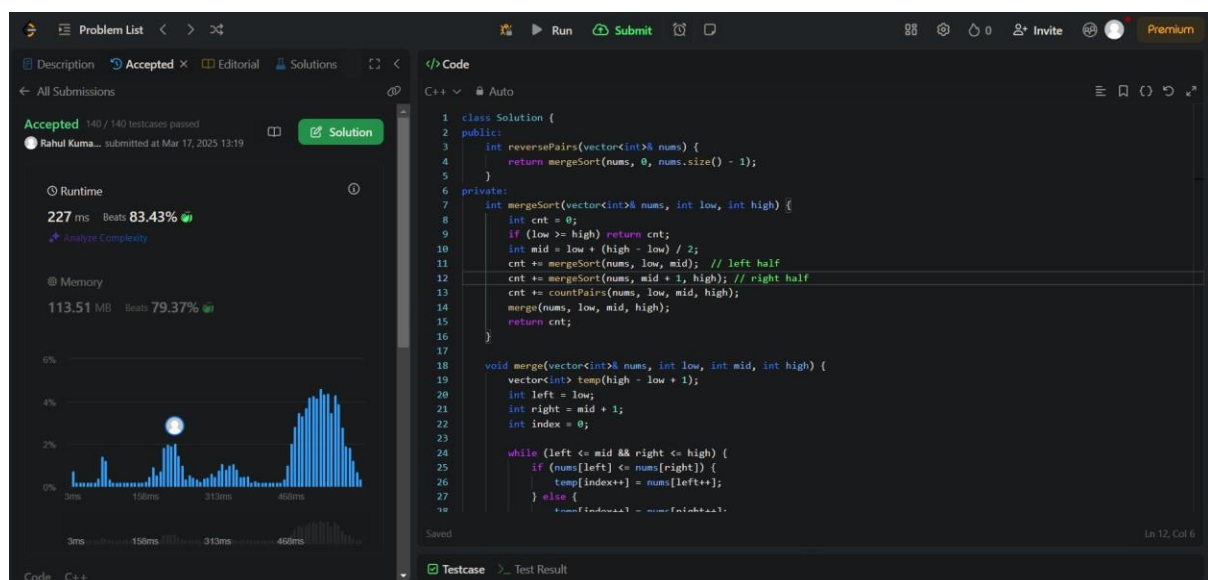 Problem List
Run
Submit
0
Invite
Premium
Description
Accepted
Editorial
Solutions
All Submissions
Accepted 140 / 140 testcases passed
Rahul Kuma... submitted at Mar 17, 2025 13:19
Solution
Runtime
227 ms Beats 83.43%
Analyze Complexity
Memory
113.51 MB Beats 79.37%
6%
4%
2%
0%
3ms 158ms 313ms 468ms
3ms 158ms 313ms 468ms
Code C++
</> Code
C++ Auto
1 class Solution {
2 public:
3 int reversePairs(vector<int>& nums) {
4 return mergeSort(nums, 0, nums.size() - 1);
5 }
6 private:
7 int mergeSort(vector<int>& nums, int low, int high) {
8 int cnt = 0;
9 if (low >= high) return cnt;
10 int mid = low + (high - low) / 2;
11 cnt += mergeSort(nums, low, mid); // left half
12 cnt += mergeSort(nums, mid + 1, high); // right half
13 cnt += countPairs(nums, low, mid, high);
14 merge(nums, low, mid, high);
15 return cnt;
16 }
17
18 void merge(vector<int>& nums, int low, int mid, int high) {
19 vector<int> temp(high - low + 1);
20 int left = low;
21 int right = mid + 1;
22 int index = 0;
23
24 while (left <= mid && right <= high) {
25 if (nums[left] <= nums[right]) {
26 temp[index++] = nums[left++];
27 } else {
28 temp[index++] = nums[right++];
Saved
Ln 12, Col 6
Testcase
Test Result